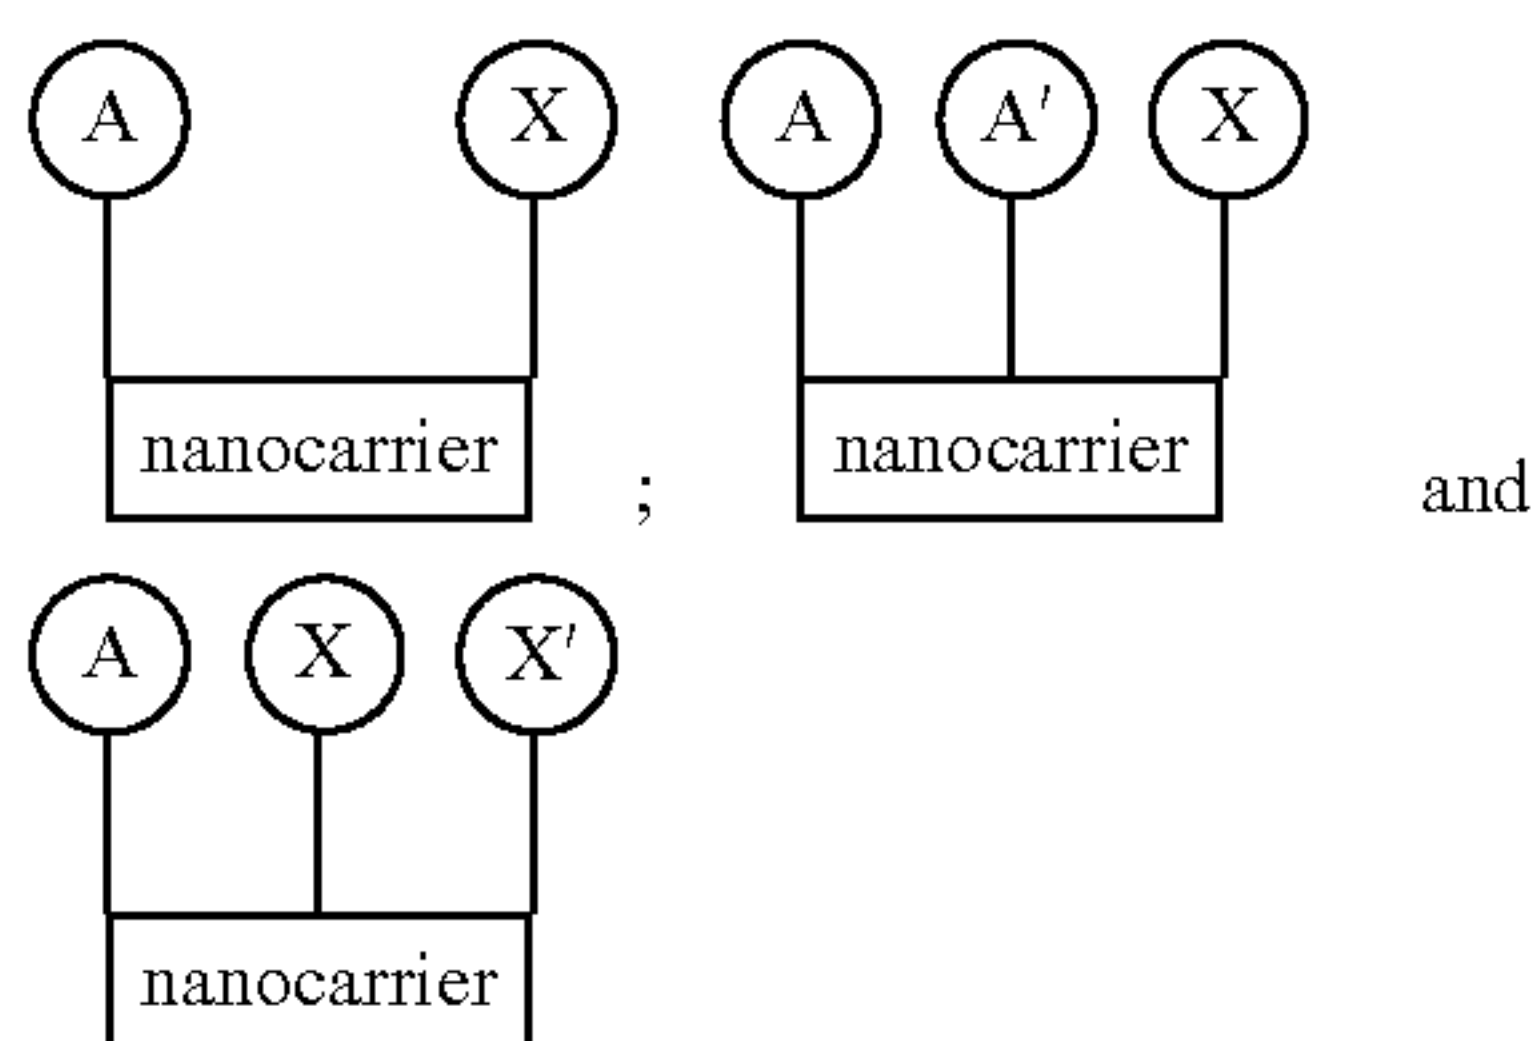 A X A A′ X
nanocarrier ; nanocarrier and
A X X′
nanocarrier